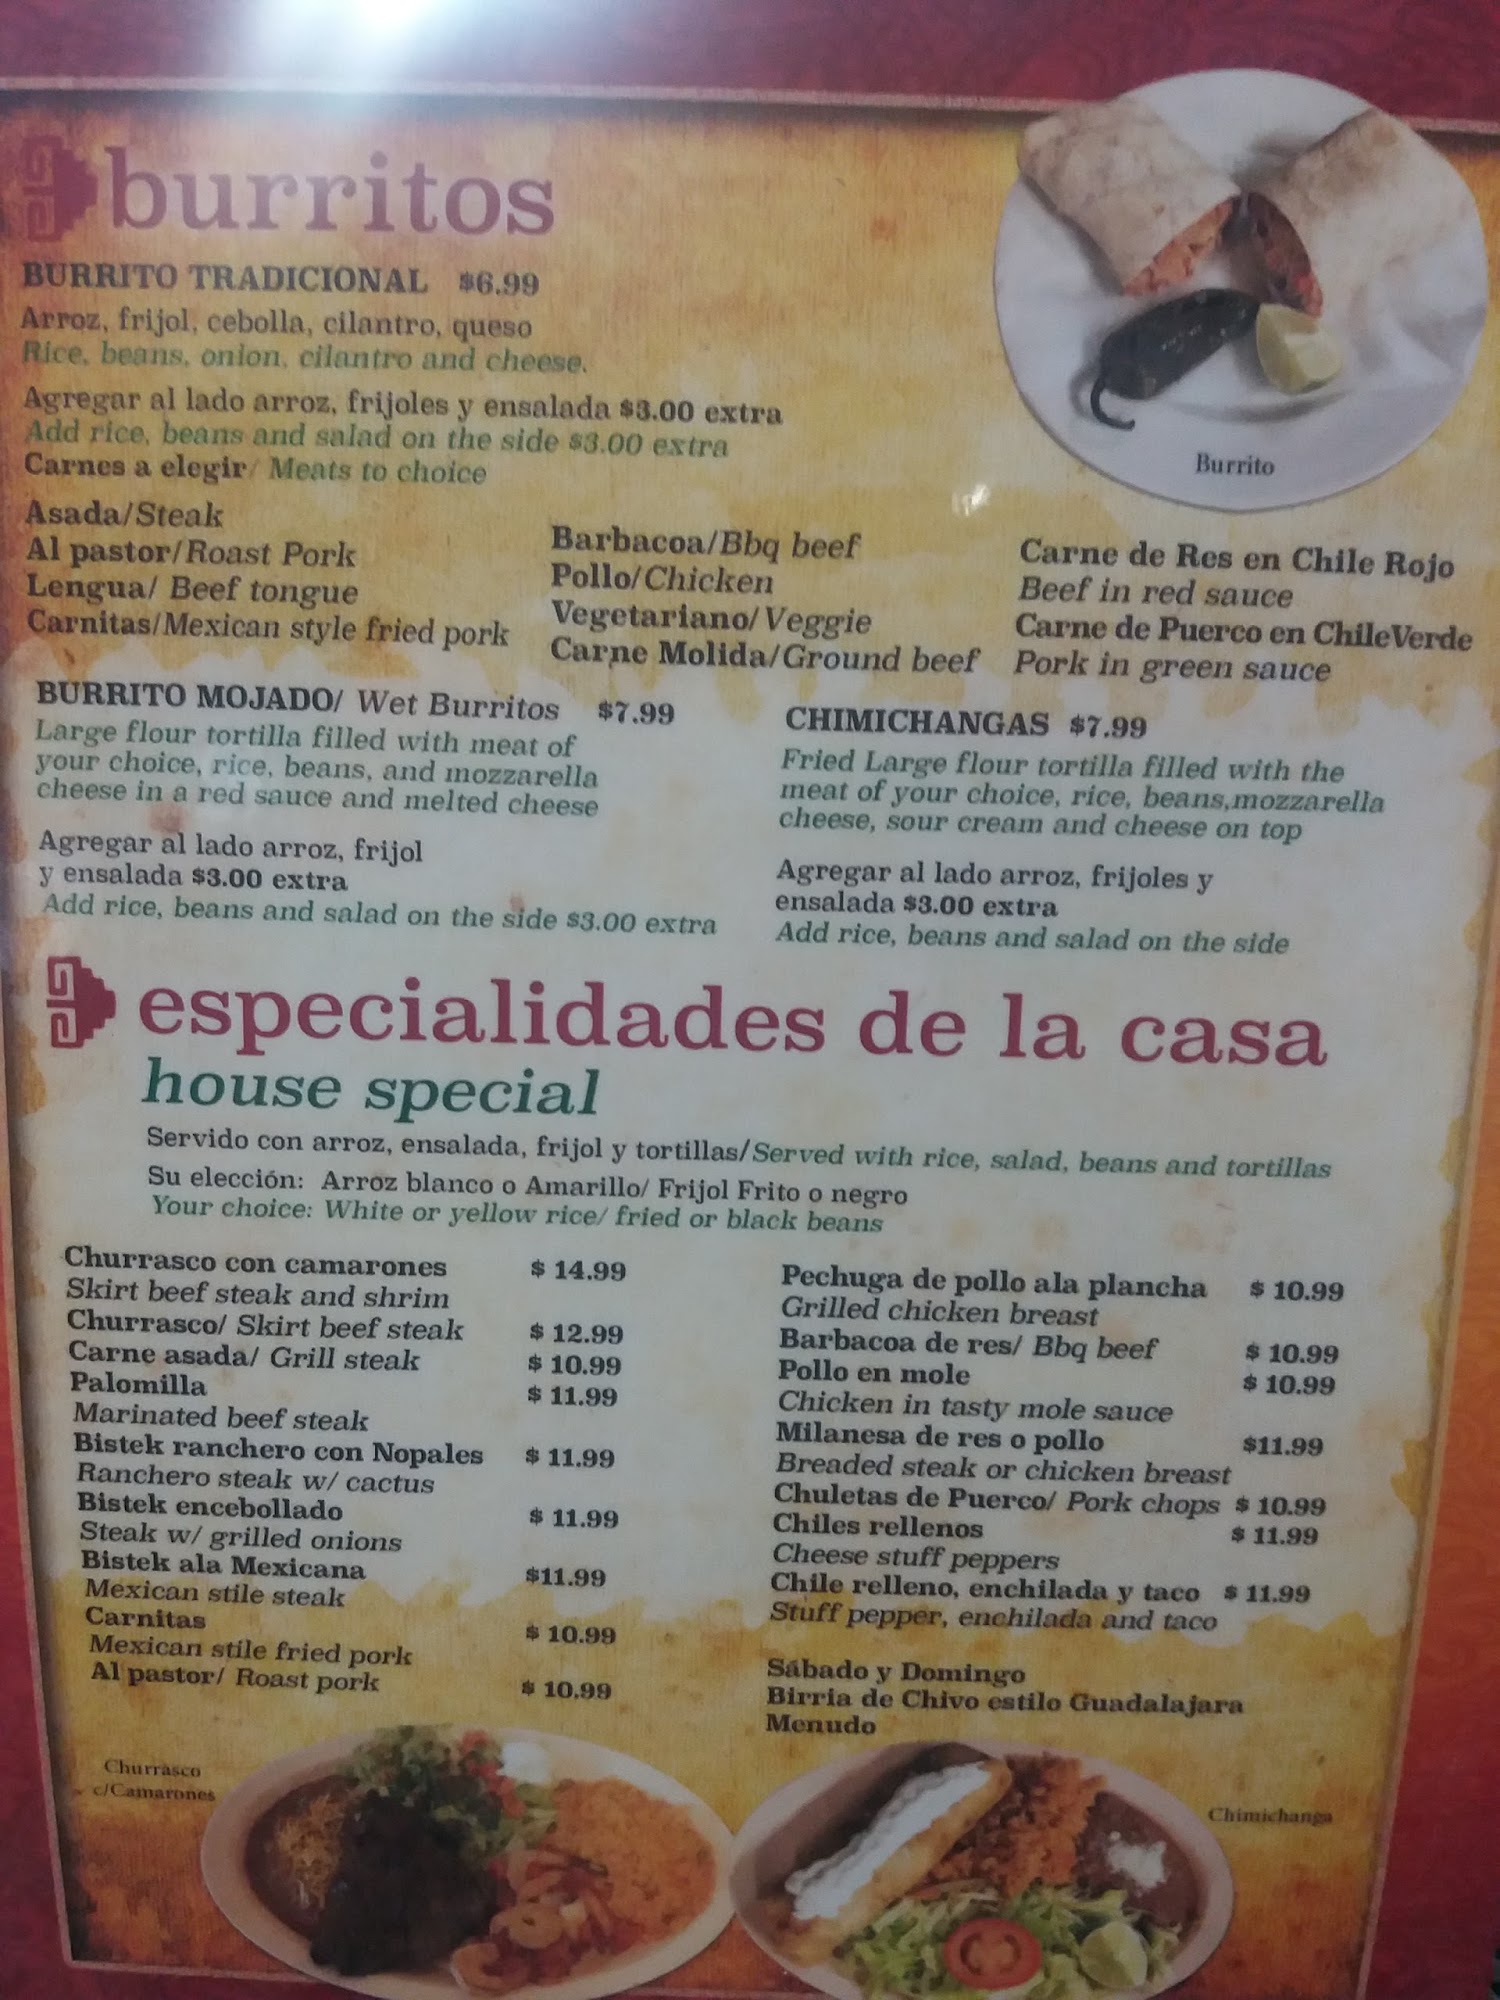 burritos
BURRITO TRADICIONAL $6.99
Arroz, frijol, cebolla, cilantro, queso
Rice, beans, onion, cilantro and cheese.
Agregar al lado arroz, frijoles y ensalada $3.00 extra
Add rice, beans and salad on the side $3.00 extra
Carnes a elegir/ Meats to choice
Burrito
Asada/Steak
Al pastor/Roast Pork
Lengua/ Beef tongue
Carnitas/Mexican style fried pork
Barbacoa/Bbq beef
Pollo/Chicken
Vegetariano/Veggie
Carne Molida/Ground beef
Carne de Res en Chile Rojo
Beef in red sauce
Carne de Puerco en ChileVerde
Pork in green sauce
BURRITO MOJADO/ Wet Burritos $7.99
Large flour tortilla filled with meat of
your choice, rice, beans, and mozzarella
cheese in a red sauce and melted cheese
Agregar al lado arroz, frijol
y ensalada $3.00 extra
Add rice, beans and salad on the side $3.00 extra
CHIMICHANGAS $7.99
Fried Large flour tortilla filled with the
meat of your choice, rice, beans,mozzarella
cheese, sour cream and cheese on top
Agregar al lado arroz, frijoles y
ensalada $3.00 extra
Add rice, beans and salad on the side
especialidades de la casa
house special
Servido con arroz, ensalada, frijol y tortillas/Served with rice, salad, beans and tortillas
Su elección: Arroz blanco o Amarillo/ Frijol Frito o negro
Your choice: White or yellow rice/ fried or black beans
Churrasco con camarones $ 14.99
Skirt beef steak and shrim
Churrasco/ Skirt beef steak $ 12.99
Carne asada/ Grill steak $ 10.99
Palomilla $ 11.99
Marinated beef steak
Bistek ranchero con Nopales $ 11.99
Ranchero steak w/ cactus
Bistek encebollado $ 11.99
Steak w/ grilled onions
Bistek ala Mexicana $11.99
Mexican stile steak
Carnitas $ 10.99
Mexican stile fried pork
Al pastor/ Roast pork $ 10.99
Pechuga de pollo ala plancha $ 10.99
Grilled chicken breast
Barbacoa de res/ Bbq beef $ 10.99
Pollo en mole $ 10.99
Chicken in tasty mole sauce
Milanesa de res o pollo $11.99
Breaded steak or chicken breast
Chuletas de Puerco/ Pork chops $ 10.99
Chiles rellenos $ 11.99
Cheese stuff peppers
Chile relleno, enchilada y taco $ 11.99
Stuff pepper, enchilada and taco
Sábado y Domingo
Birria de Chivo estilo Guadalajara
Menudo
Churrasco
c/Camarones
Chimichanga